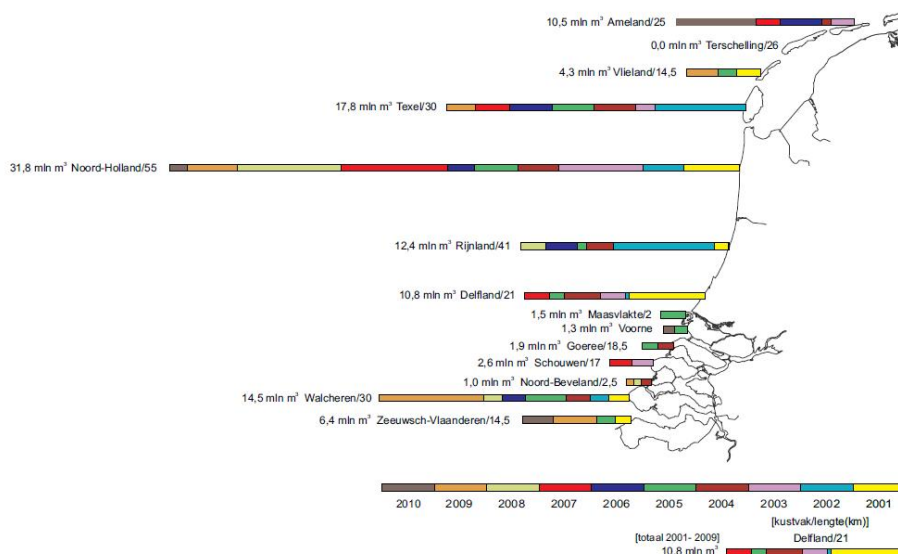 10,5 mln m³ Ameland/25
0,0 mln m³ Terschelling/26
4,3 mln m³ Vlieland/14,5
17,8 mln m³ Texel/30
31,8 mln m³ Noord-Holland/55
12,4 mln m³ Rijnland/41
10,8 mln m³ Delfland/21
1,5 mln m³ Maasvlakte/2
1,3 mln m³ Voorne
1,9 mln m³ Goeree/18,5
2,6 mln m³ Schouwen/17
1,0 mln m³ Noord-Beveland/2,5
14,5 mln m³ Walcheren/30
6,4 mln m³ Zeeuwsch-Vlaanderen/14,5
2010 2009 2008 2007 2006 2005 2004 2003 2002 2001
[kustvak/lengte(km)]
[totaal 2001- 2009] Delfland/21
10,8 mln m³